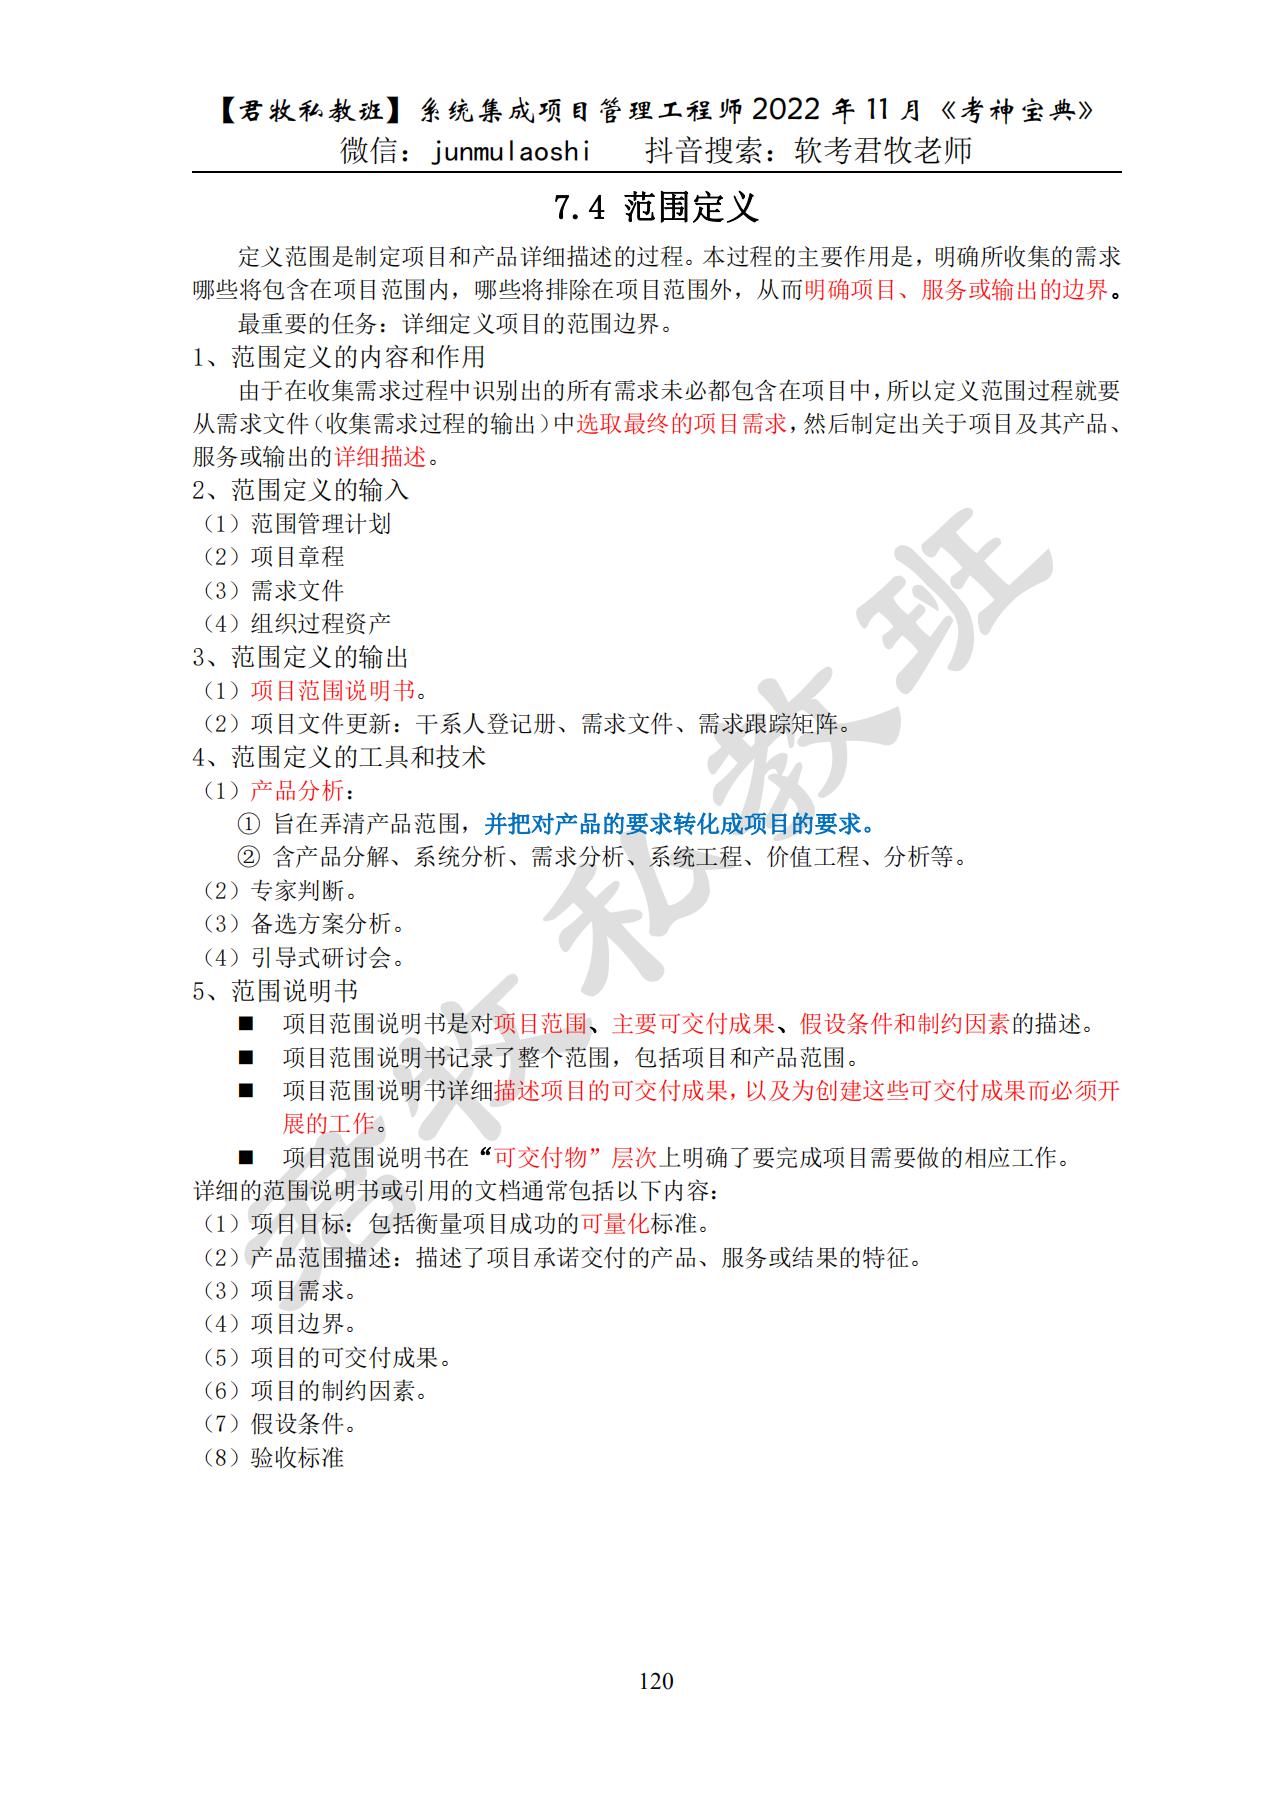 【君牧私教班】系统集成项目管理工程师 2022 年 11 月《考神宝典》
微信：junmulaoshi 抖音搜索：软考君牧老师
7.4 范围定义
定义范围是制定项目和产品详细描述的过程。本过程的主要作用是，明确所收集的需求
哪些将包含在项目范围内，哪些将排除在项目范围外，从而明确项目、服务或输出的边界。
最重要的任务：详细定义项目的范围边界。
1、范围定义的内容和作用
由于在收集需求过程中识别出的所有需求未必都包含在项目中，所以定义范围过程就要
从需求文件（收集需求过程的输出）中选取最终的项目需求，然后制定出关于项目及其产品、
服务或输出的详细描述。
2、范围定义的输入
（1）范围管理计划
（2）项目章程
（3）需求文件
（4）组织过程资产
3、范围定义的输出
（1）项目范围说明书。
（2）项目文件更新：干系人登记册、需求文件、需求跟踪矩阵。
4、范围定义的工具和技术
（1）产品分析：
① 旨在弄清产品范围，并把对产品的要求转化成项目的要求。
② 含产品分解、系统分析、需求分析、系统工程、价值工程、分析等。
（2）专家判断。
（3）备选方案分析。
（4）引导式研讨会。
5、范围说明书
■ 项目范围说明书是对项目范围、主要可交付成果、假设条件和制约因素的描述。
■ 项目范围说明书记录了整个范围，包括项目和产品范围。
■ 项目范围说明书详细描述项目的可交付成果，以及为创建这些可交付成果而必须开
展的工作。
■ 项目范围说明书在“可交付物”层次上明确了要完成项目需要做的相应工作。
详细的范围说明书或引用的文档通常包括以下内容：
（1）项目目标：包括衡量项目成功的可量化标准。
（2）产品范围描述：描述了项目承诺交付的产品、服务或结果的特征。
（3）项目需求。
（4）项目边界。
（5）项目的可交付成果。
（6）项目的制约因素。
（7）假设条件。
（8）验收标准
君牧私教班
120